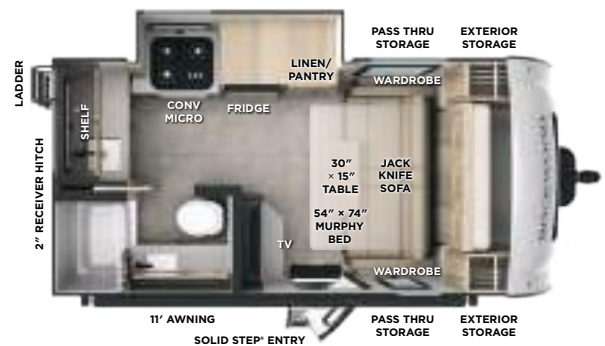 PASS THRU
STORAGE
EXTERIOR
STORAGE
LADDER
LINEN/
PANTRY
WARDROBE
CONV
MICRO
FRIDGE
SHELF
2" RECEIVER HITCH
30"
× 15"
TABLE
JACK
KNIFE
SOFA
54" × 74"
MURPHY
BED
TV
WARDROBE
11' AWNING
SOLID STEP® ENTRY
PASS THRU
STORAGE
EXTERIOR
STORAGE